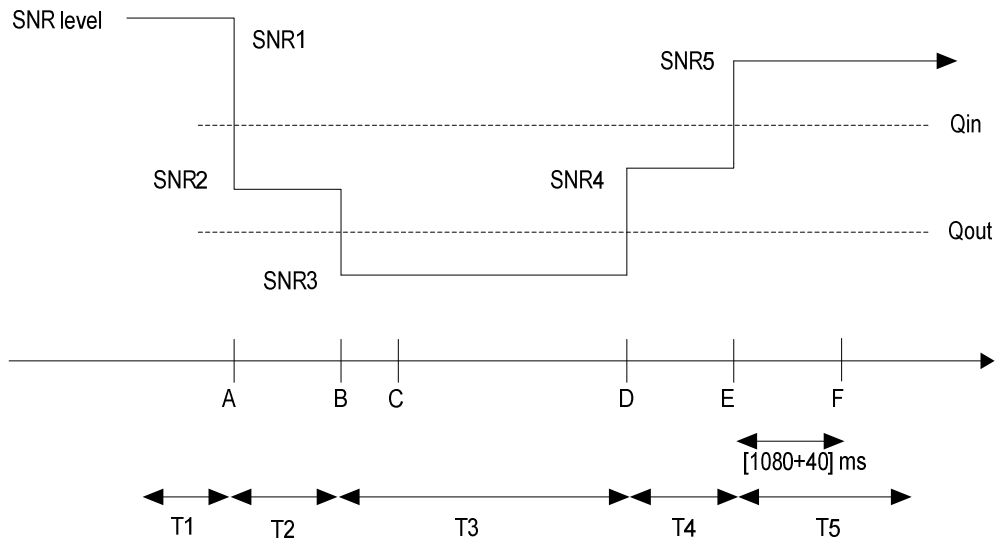 SNR level
SNR1
SNR5
Qin
SNR2
SNR4
Qout
SNR3
A
B
C
D
E
F
[1080+40] ms
T1
T2
T3
T4
T5